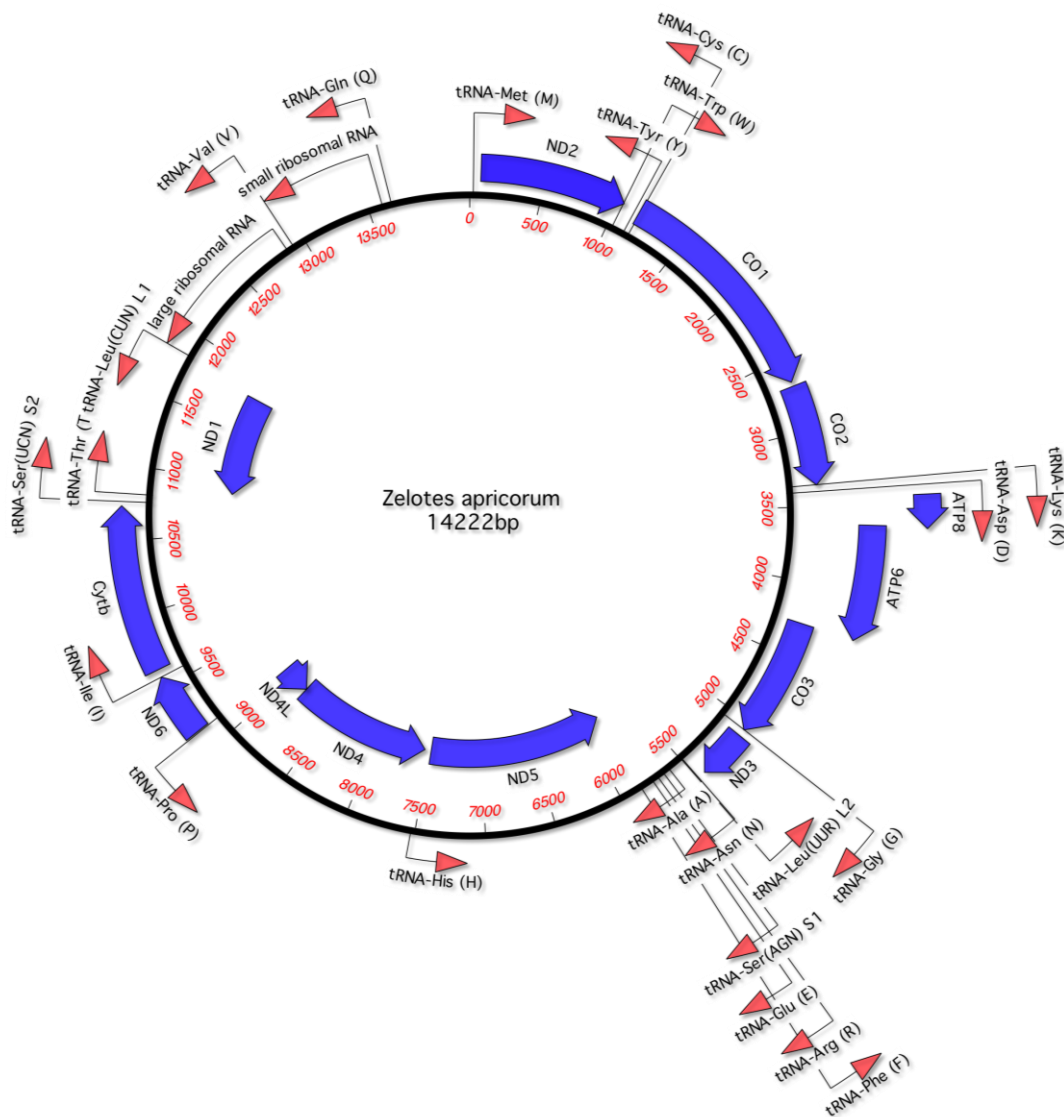 tRNA-Cys (C)
tRNA-Trp (W)
tRNA-Tyr (Y)
tRNA-Met (M)
tRNA-Gln (Q)
small ribosomal RNA
tRNA-Val (V)
large ribosomal RNA
tRNA-Leu(CUN) L1
tRNA-Thr (T
tRNA-Ser(UCN) S2
ND2
CO1
CO2
tRNA-Lys (K)
tRNA-Asp (D)
ATP8
ATP6
CO3
ND3
ND1
Zelotes apricorum
14222bp
0
500
1000
1500
2000
2500
3000
3500
4000
4500
5000
5500
6000
6500
7000
7500
8000
8500
9000
9500
10000
10500
11000
11500
12000
12500
13000
13500
Cytb
tRNA-Ile (I)
ND6
tRNA-Pro (P)
ND4L
ND4
ND5
tRNA-His (H)
tRNA-Ala (A)
tRNA-Asn (N)
tRNA-Leu(UUR) L2
tRNA-Gly (G)
tRNA-Ser(AGN) S1
tRNA-Glu (E)
tRNA-Arg (R)
tRNA-Phe (F)